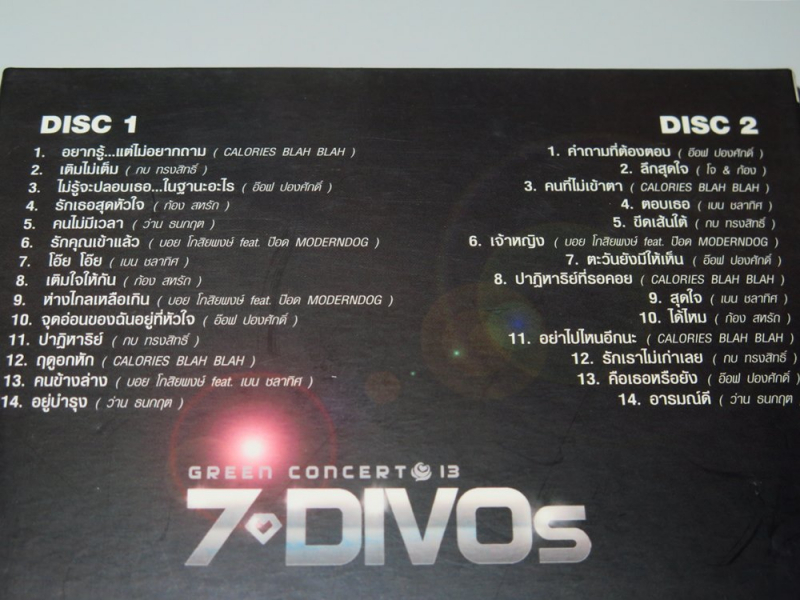 DISC 1
1. อยากรู้...แต่ไม่อยากถาม ( CALORIES BLAH BLAH )
2. เติมไม่เต็ม ( กบ ทรงสิทธิ์ )
3. ไม่รู้จะปลอบเธอ...ในฐานะอะไร ( อ๊อฟ ปองศักดิ์ )
4. รักเธอสุดหัวใจ ( ก้อง สหรัถ )
5. คนไม่มีเวลา ( ว่าน ธนกฤต )
6. รักคุณเข้าแล้ว ( บอย โกสิยพงษ์ feat. ป๊อด MODERNDOG )
7. โอ๊ย โอ๊ย ( เบน ชลาทิศ )
8. เติมใจให้กัน ( ก้อง สหรัถ )
9. ห่างไกลเหลือเกิน ( บอย โกสิยพงษ์ feat. ป๊อด MODERNDOG )
10. จุดอ่อนของฉันอยู่ที่หัวใจ ( อ๊อฟ ปองศักดิ์ )
11. ปาฏิหาริย์ ( กบ ทรงสิทธิ์ )
12. ฤดูอกหัก ( CALORIES BLAH BLAH )
13. คนข้างล่าง ( บอย โกสิยพงษ์ feat. เบน ชลาทิศ )
14. อยู่บำรุง ( ว่าน ธนกฤต )
DISC 2
1. คำถามที่ต้องตอบ ( อ๊อฟ ปองศักดิ์ )
2. ลึกสุดใจ ( โจ & ก้อง )
3. คนที่ไม่เข้าตา ( CALORIES BLAH BLAH )
4. ตอบเธอ ( เบน ชลาทิศ )
5. ขีดเส้นใต้ ( กบ ทรงสิทธิ์ )
6. เจ้าหญิง ( บอย โกสิยพงษ์ feat. ป๊อด MODERNDOG )
7. ตะวันยังมีให้เห็น ( อ๊อฟ ปองศักดิ์ )
8. ปาฏิหาริย์ที่รอคอย ( CALORIES BLAH BLAH )
9. สุดใจ ( เบน ชลาทิศ )
10. ได้ไหม ( ก้อง สหรัถ )
11. อย่าไปไหนอีกนะ ( CALORIES BLAH BLAH )
12. รักเราไม่เก่าเลย ( กบ ทรงสิทธิ์ )
13. คือเธอหรือยัง ( อ๊อฟ ปองศักดิ์ )
14. อารมณ์ดี ( ว่าน ธนกฤต
GREEN CONCERT 13
7 DIVOs